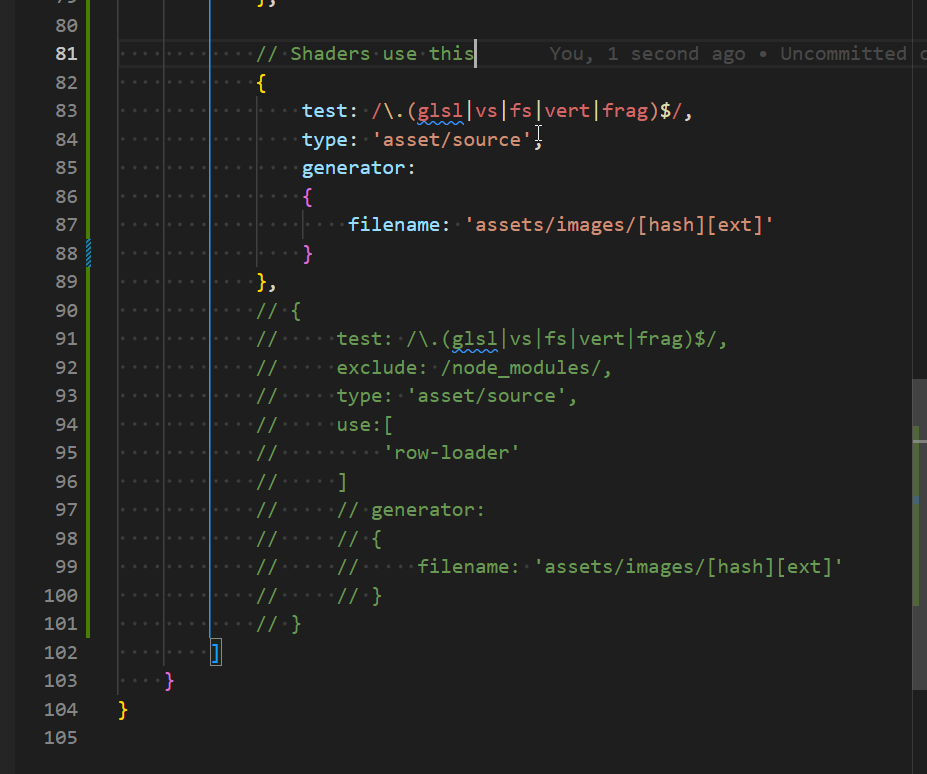 79 },
80
81 // Shaders use this You, 1 second ago • Uncommitted
82 {
83 test: /\.(glsl|vs|fs|vert|frag)$/,
84 type: 'asset/source',
85 generator:
86 {
87 filename: 'assets/images/[hash][ext]'
88 }
89 },
90 // {
91 // test: /\.(glsl|vs|fs|vert|frag)$/,
92 // exclude: /node_modules/,
93 // type: 'asset/source',
94 // use:[
95 // 'row-loader'
96 // ]
97 // // generator:
98 // // {
99 // // filename: 'assets/images/[hash][ext]'
100 // // }
101 // }
102 ]
103 }
104 }
105